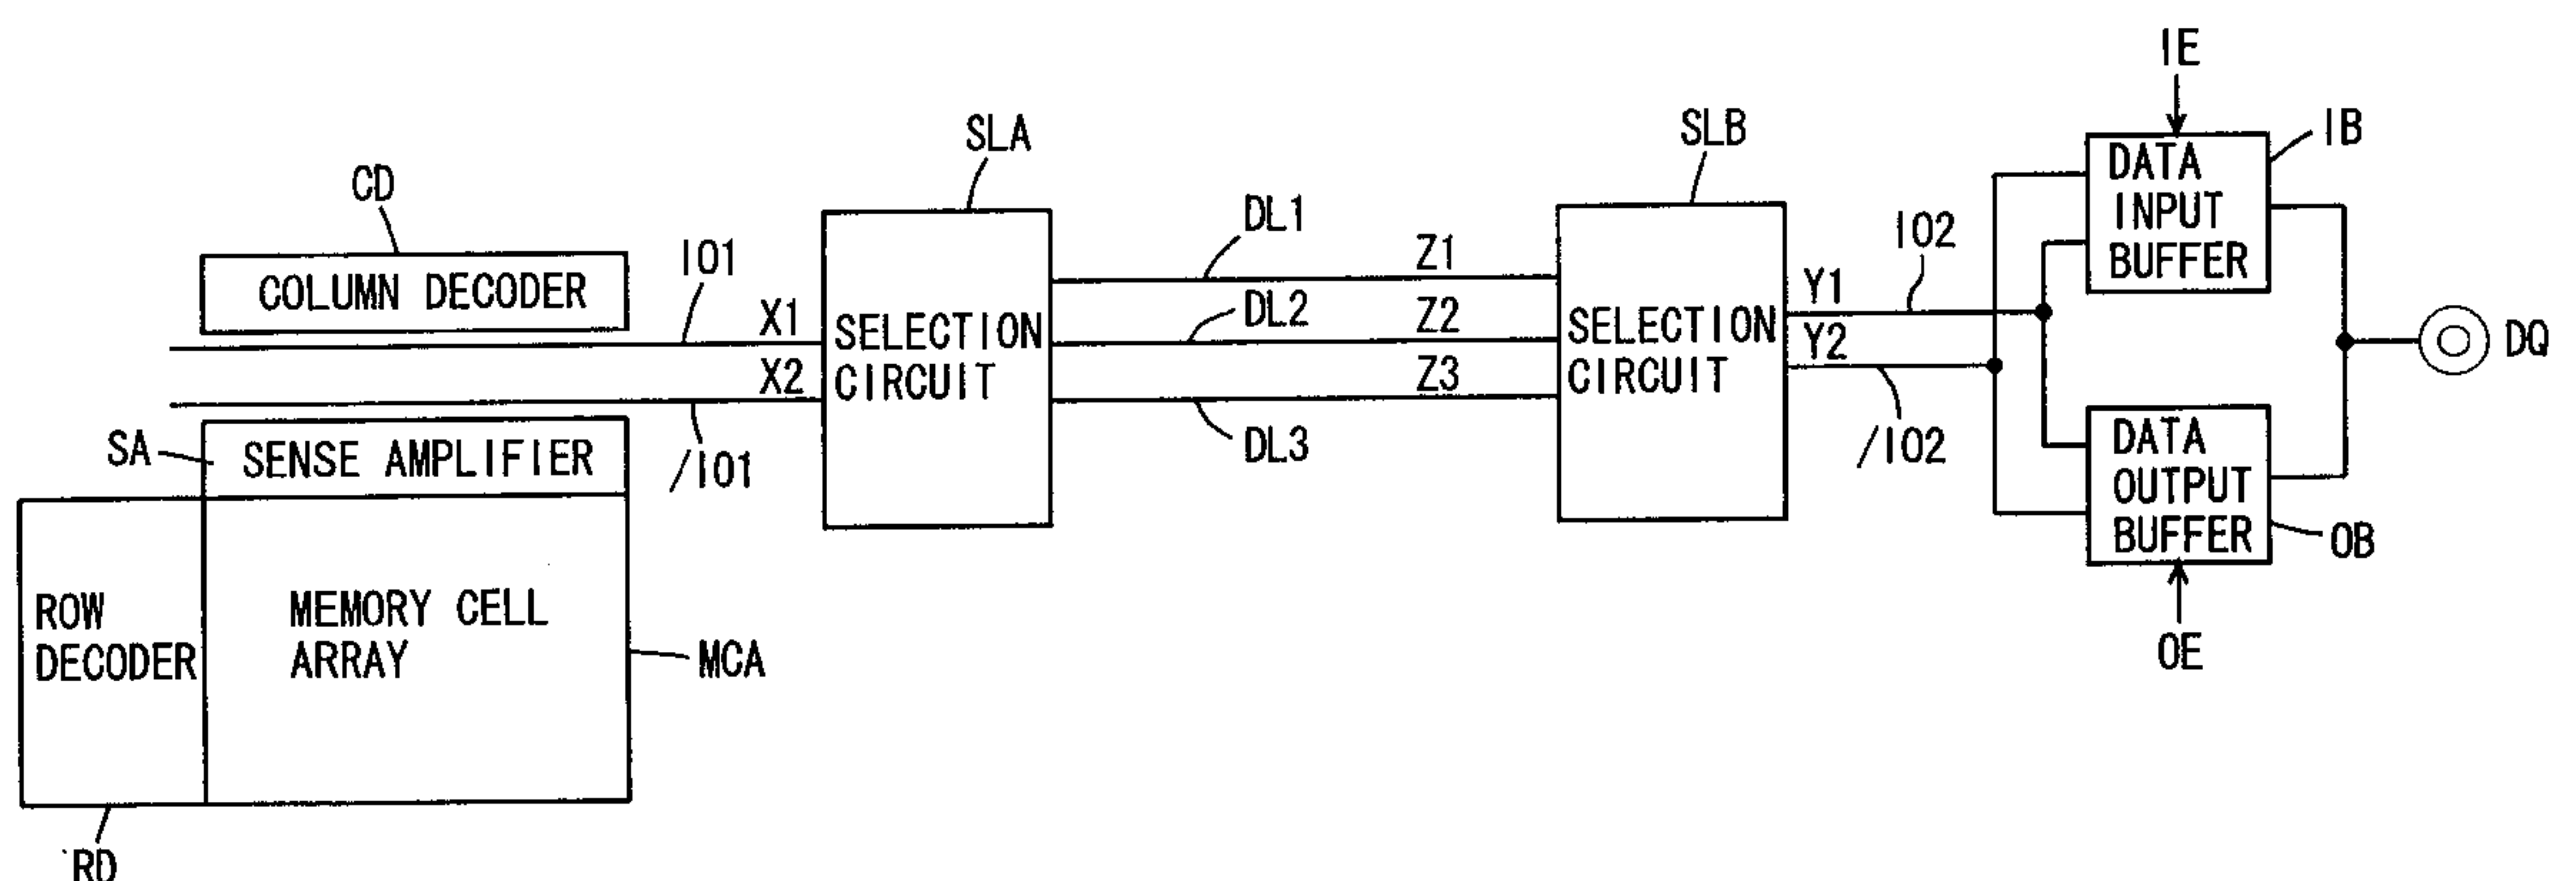 IE
IB
DATA
INPUT
BUFFER
SLB
SLA
CD
DL1
IO1
IO2
COLUMN DECODER
Z1
X1
DL2
Z2
Y1
SELECTION
CIRCUIT
SELECTION
CIRCUIT
Y2
X2
Z3
DQ
SA
SENSE AMPLIFIER
/IO1
DL3
/IO2
DATA
OUTPUT
BUFFER
OB
ROW
DECODER
MEMORY CELL
ARRAY
MCA
OE
RD